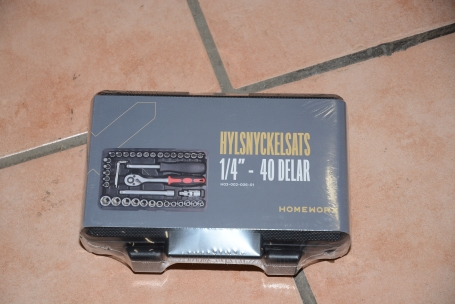 HYLSNYCKELSATS
1/4" - 40 DELAR
HOMEWORX